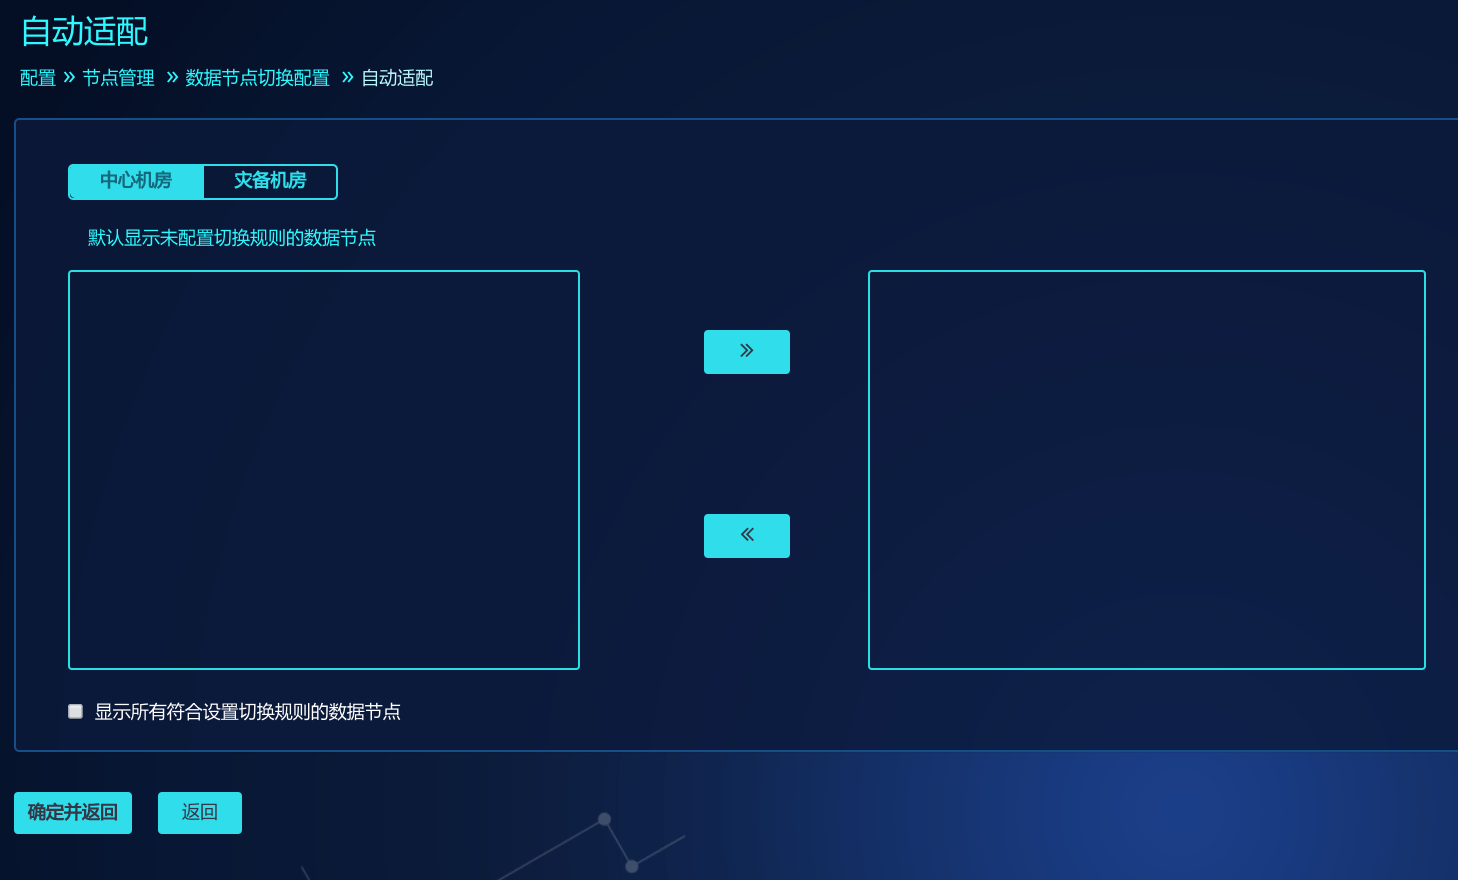 自动适配
配置 » 节点管理 » 数据节点切换配置 » 自动适配
中心机房 灾备机房
默认显示未配置切换规则的数据节点
»
«
显示所有符合设置切换规则的数据节点
确定并返回 返回